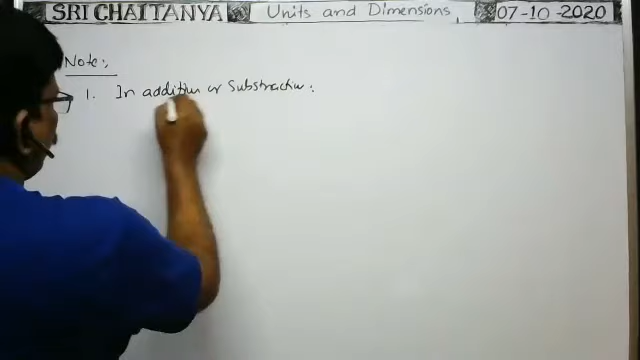 SRI CHAITANYA Units and Dimensions 07-10-2020
Note:
1. In addition or Substraction: